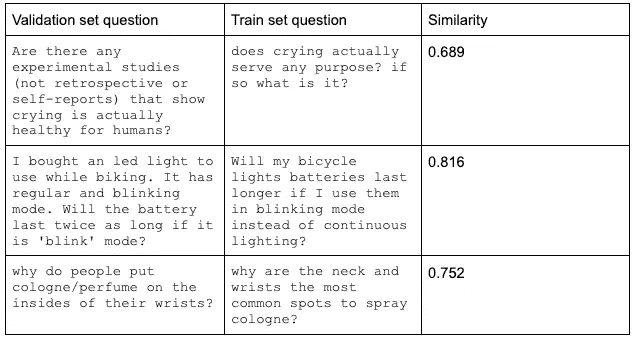 Validation set question
Train set question
Similarity
Are there any
experimental studies
(not retrospective or
self-reports) that show
crying is actually
healthy for humans?
does crying actually
serve any purpose? if
so what is it?
0.689
I bought an led light to
use while biking. It has
regular and blinking
mode. Will the battery
last twice as long if it
is 'blink' mode?
Will my bicycle
lights batteries last
longer if I use them
in blinking mode
instead of continuous
lighting?
0.816
why do people put
cologne/perfume on the
insides of their wrists?
why are the neck and
wrists the most
common spots to spray
cologne?
0.752